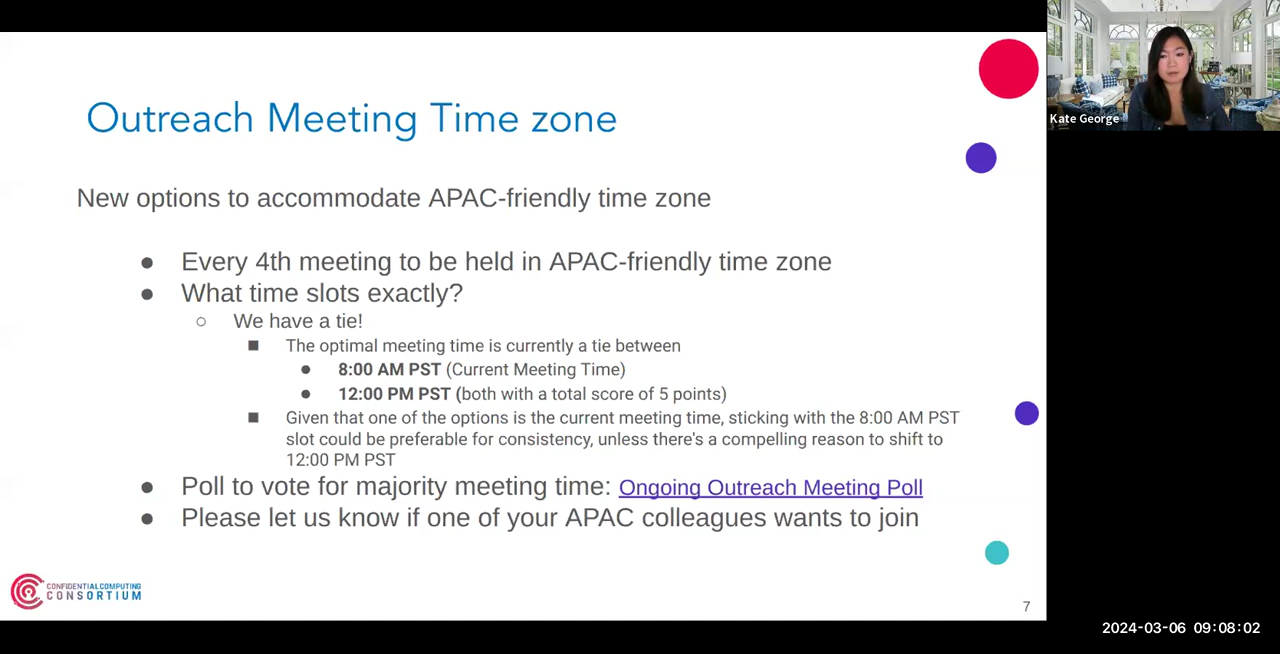 Outreach Meeting Time zone
Kate George
New options to accommodate APAC-friendly time zone
● Every 4th meeting to be held in APAC-friendly time zone
● What time slots exactly?
○ We have a tie!
■ The optimal meeting time is currently a tie between
● 8:00 AM PST (Current Meeting Time)
● 12:00 PM PST (both with a total score of 5 points)
■ Given that one of the options is the current meeting time, sticking with the 8:00 AM PST
slot could be preferable for consistency, unless there's a compelling reason to shift to
12:00 PM PST
● Poll to vote for majority meeting time: Ongoing Outreach Meeting Poll
● Please let us know if one of your APAC colleagues wants to join
CONFIDENTIAL COMPUTING
CONSORTIUM
7
2024-03-06 09:08:02